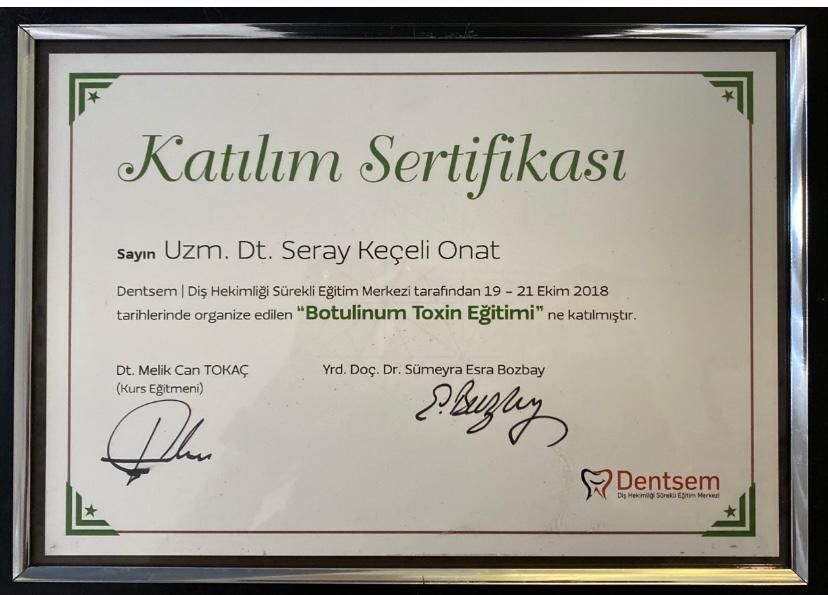 Katılım Sertifikası
Sayın Uzm. Dt. Seray Keçeli Onat
Dentsem | Diş Hekimliği Sürekli Eğitim Merkezi tarafından 19 – 21 Ekim 2018
tarihlerinde organize edilen “Botulinum Toxin Eğitimi” ne katılmıştır.
Dt. Melik Can TOKAÇ
(Kurs Eğitmeni)
Yrd. Doç. Dr. Sümeyra Esra Bozbay
E. Bozbay
Dentsem
Diş Hekimliği Sürekli Eğitim Merkezi